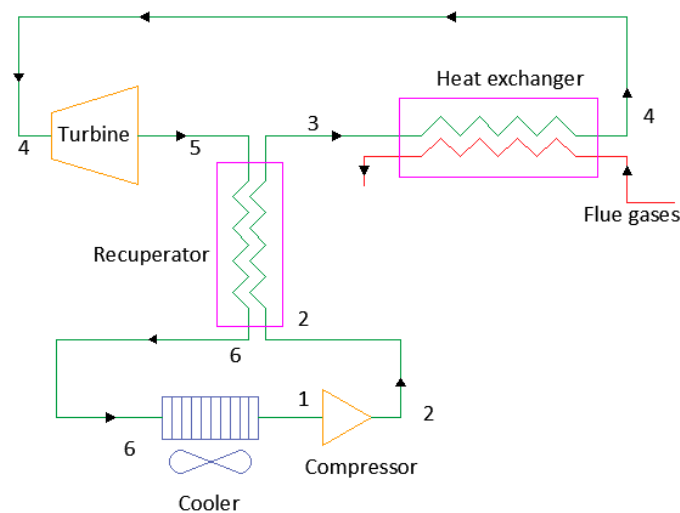 Heat exchanger
4
Turbine
5
3
4
Flue gases
Recuperator
2
6
1
2
6
Compressor
Cooler